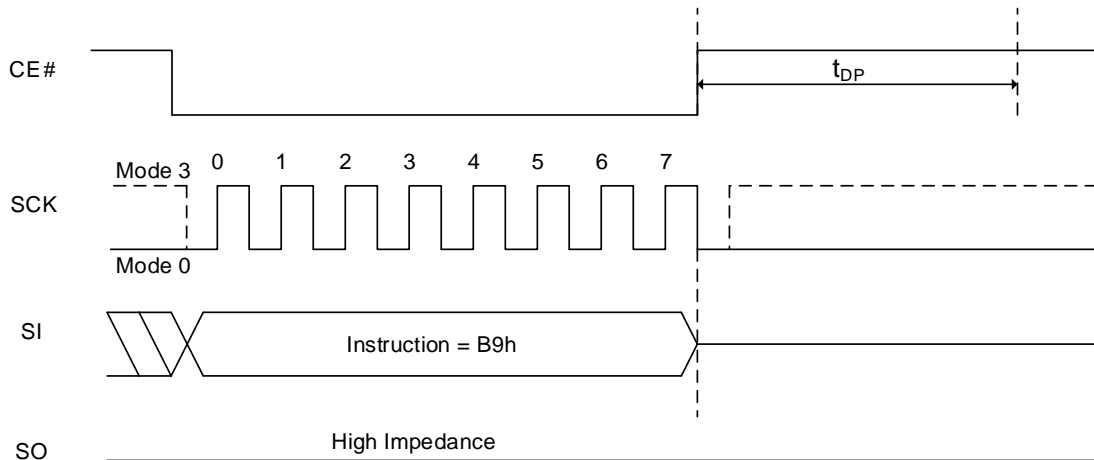 CE#
tDP
Mode 3
0 1 2 3 4 5 6 7
SCK
Mode 0
SI
Instruction = B9h
High Impedance
SO